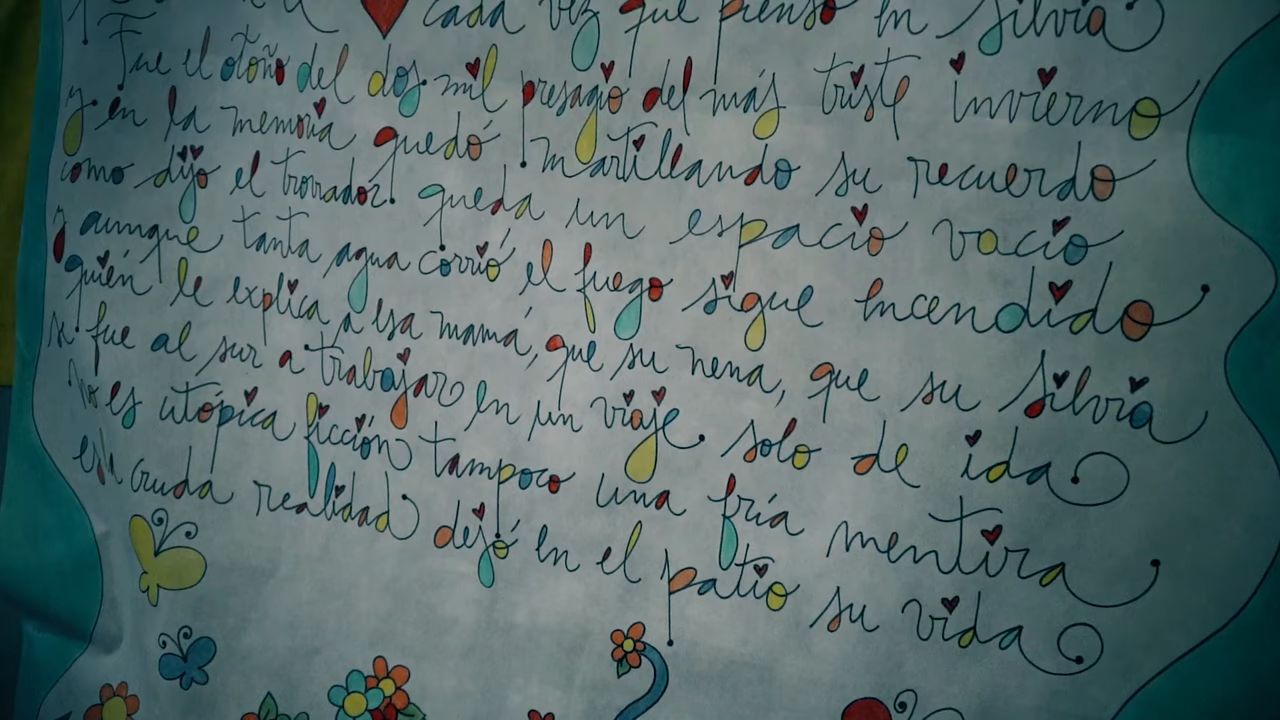 cada vez que pienso en Silvia
Fue el otoño del dos mil presagio del más triste invierno
y en la memoria quedó martillando su recuerdo
como dijo el trovador queda un espacio vacío
y aunque tanta agua corrió el fuego sigue encendido
quién le explica a esa mamá, que su nena, que su Silvia
se fue al sur a trabajar en un viaje solo de ida
No es utópica ficción tampoco una fría mentira
es cruda realidad dejó en el patio su vida